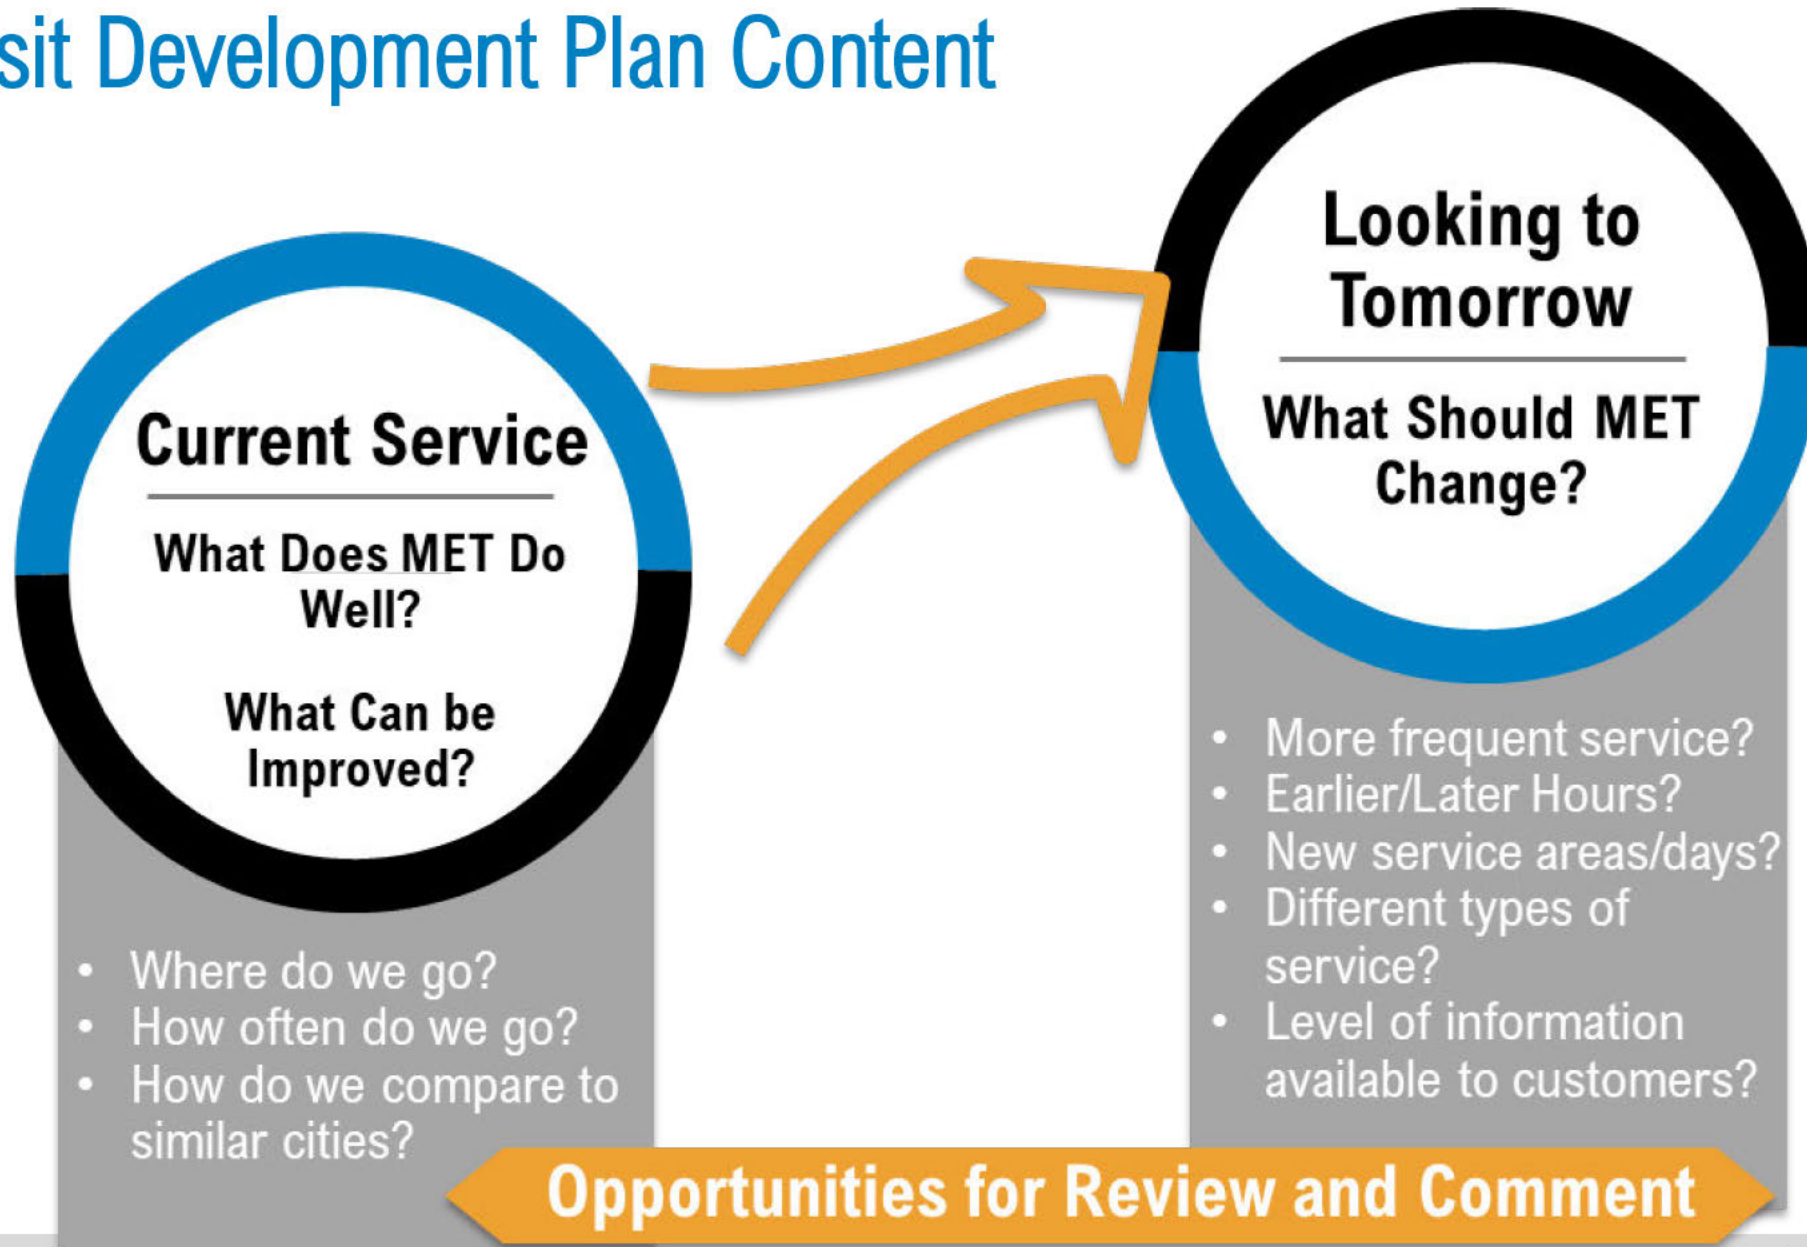 sit Development Plan Content
Current Service
What Does MET Do
Well?
What Can be
Improved?
• Where do we go?
• How often do we go?
• How do we compare to
similar cities?
Looking to
Tomorrow
What Should MET
Change?
• More frequent service?
• Earlier/Later Hours?
• New service areas/days?
• Different types of
service?
• Level of information
available to customers?
Opportunities for Review and Comment